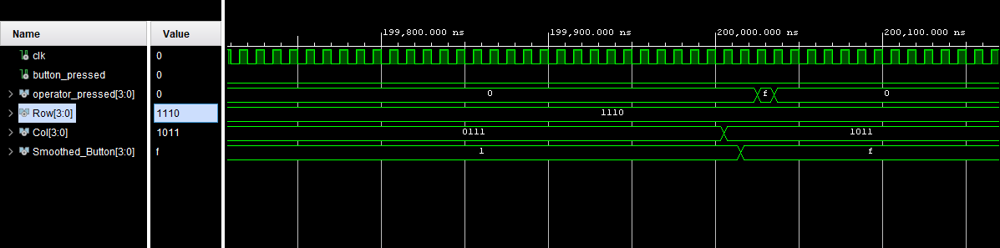 Name Value
199,800.000 ns 199,900.000 ns 200,000.000 ns 200,100.000 ns
clk 0
button_pressed 0
operator_pressed[3:0] 0 0 f 0
Row[3:0] 1110 1110
Col[3:0] 1011 0111 1011
Smoothed_Button[3:0] f 1 f